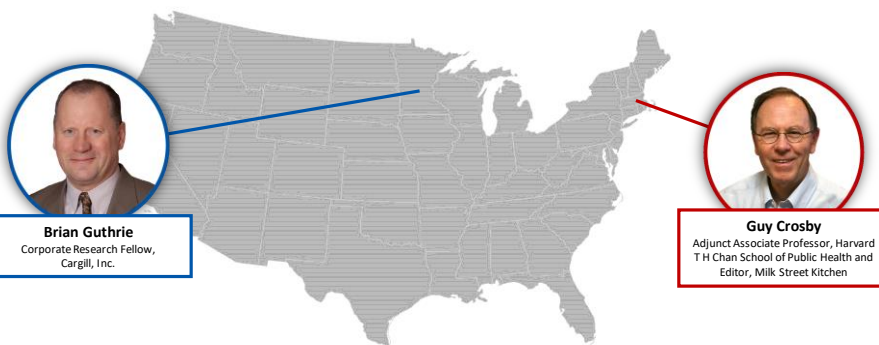 Brian Guthrie
Corporate Research Fellow,
Cargill, Inc.
Guy Crosby
Adjunct Associate Professor, Harvard
T H Chan School of Public Health and
Editor, Milk Street Kitchen